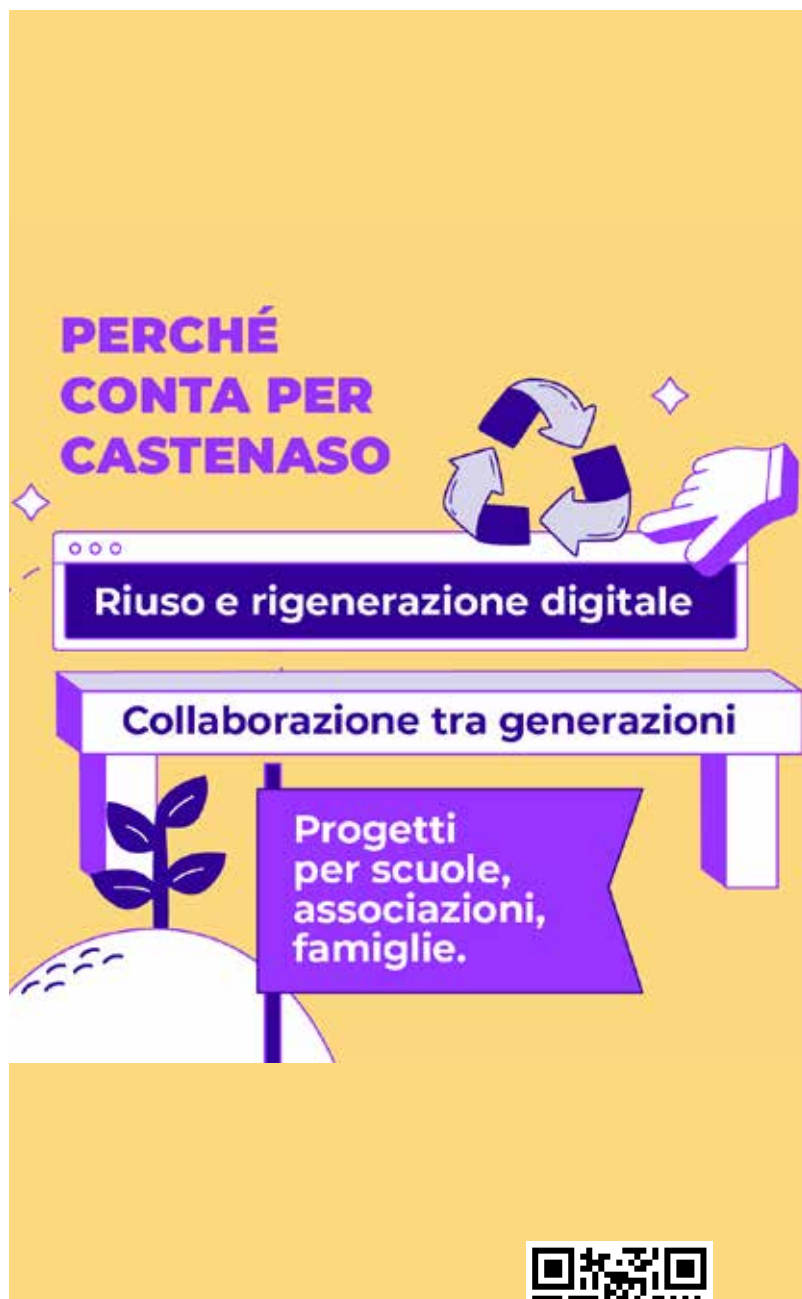 PERCHÉ
CONTA PER
CASTENASO
Riuso e rigenerazione digitale
Collaborazione tra generazioni
Progetti
per scuole,
associazioni,
famiglie.